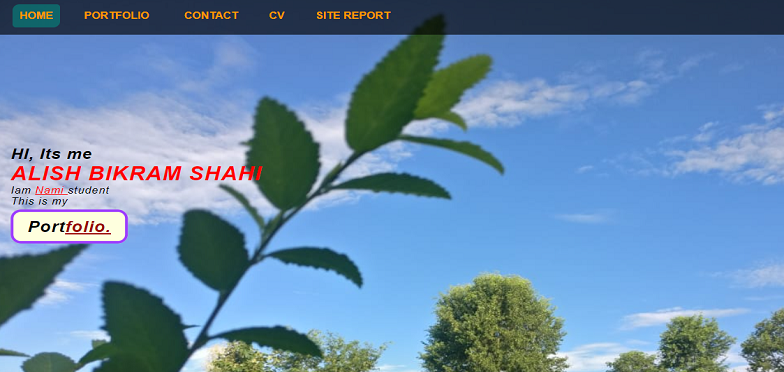 HOME PORTFOLIO CONTACT CV SITE REPORT
HI, Its me
ALISH BIKRAM SHAHI
Iam Nami student
This is my
Portfolio.